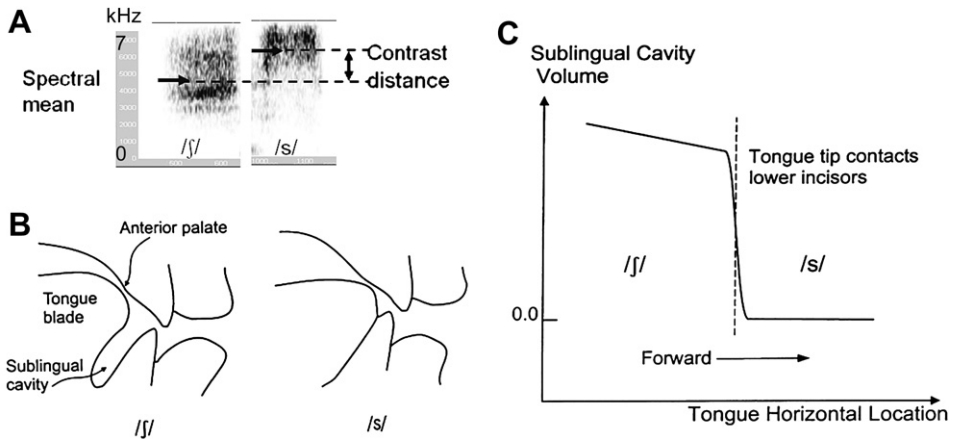 A
kHz
7
Spectral
mean
0
/ʃ/
/s/
Contrast
distance
B
Anterior palate
Tongue
blade
Sublingual
cavity
/ʃ/
/s/
C
Sublingual Cavity
Volume
Tongue tip contacts
lower incisors
/ʃ/
/s/
0.0
Forward
Tongue Horizontal Location